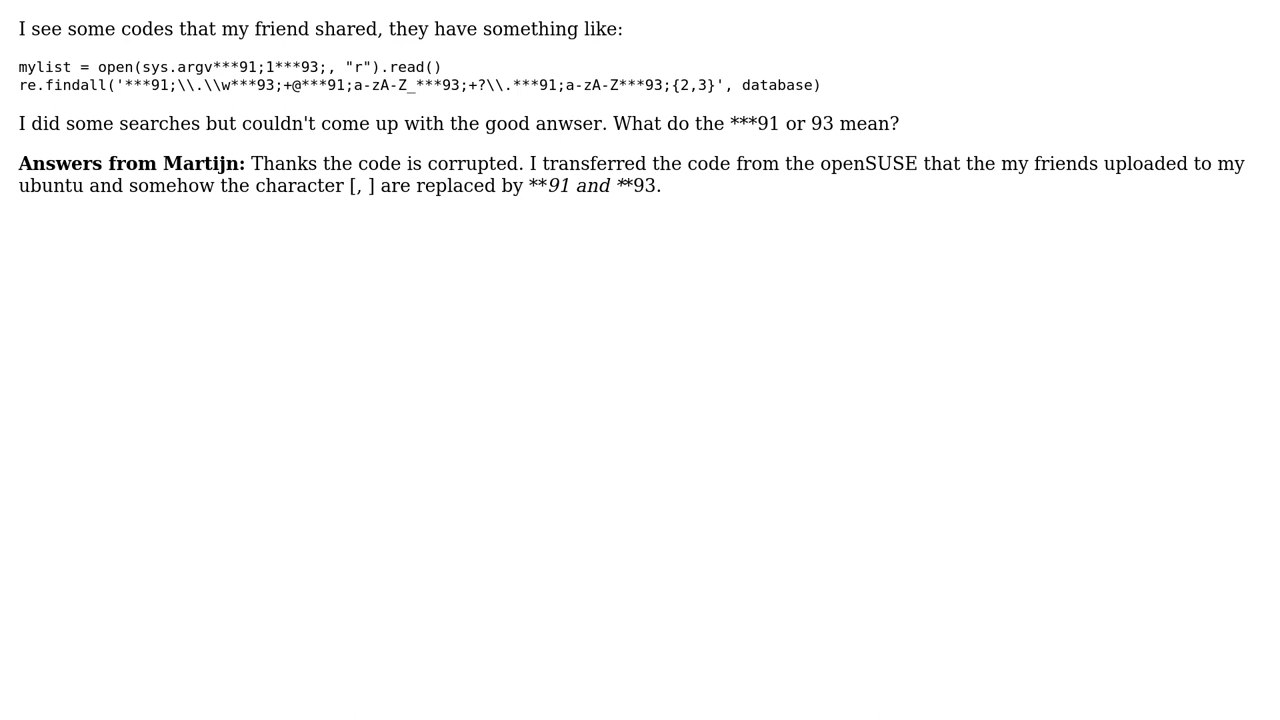 I see some codes that my friend shared, they have something like:
mylist = open(sys.argv***91;1***93;, "r").read()
re.findall('***91;\\.\\w***93;+@***91;a-zA-Z_***93;+?\\.***91;a-zA-Z***93;{2,3}', database)
I did some searches but couldn't come up with the good anwser. What do the ***91 or 93 mean?
Answers from Martijn: Thanks the code is corrupted. I transferred the code from the openSUSE that the my friends uploaded to my
ubuntu and somehow the character [, ] are replaced by **91 and **93.